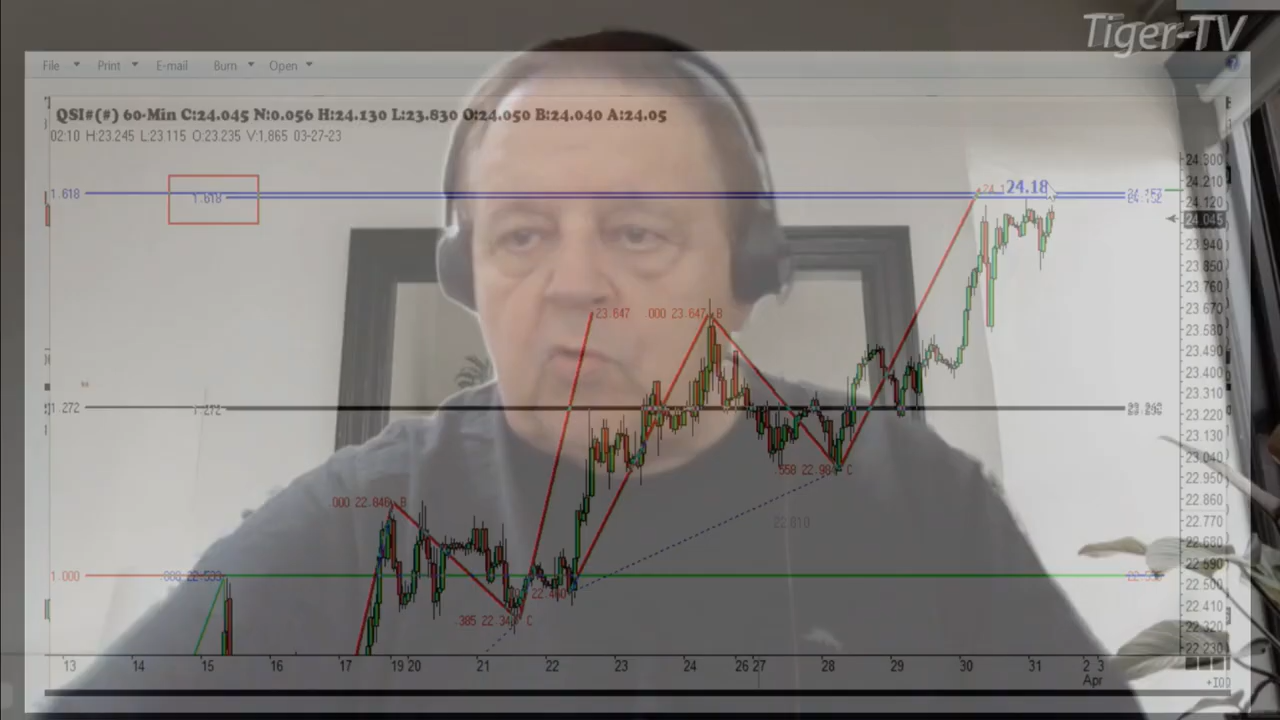 Tiger-TV
File Print E-mail Burn Open
QSI#(#) 60-Min C:24.045 N:0.056 H:24.130 L:23.830 O:24.050 B:24.040 A:24.05
02:10 H:23.245 L:23.115 O:23.235 V:1,865 03-27-23
24.300
24.210
1.618 1.618 24.18
24.120
24.045
23.940
23.850
23.760
23.647 .000 23.647 B 23.670
23.580
23.490
23.400
23.310
1.272 1.272 23.220
23.130
23.040
C
22.950
.000 22.846 B 22.860
22.810 22.770
22.680
22.590
1.000
22.500
22.410
C 22.320
22.230
13 14 15 16 17 19 20 21 22 23 24 26 27 28 29 30 31 2 3
Apr
+100